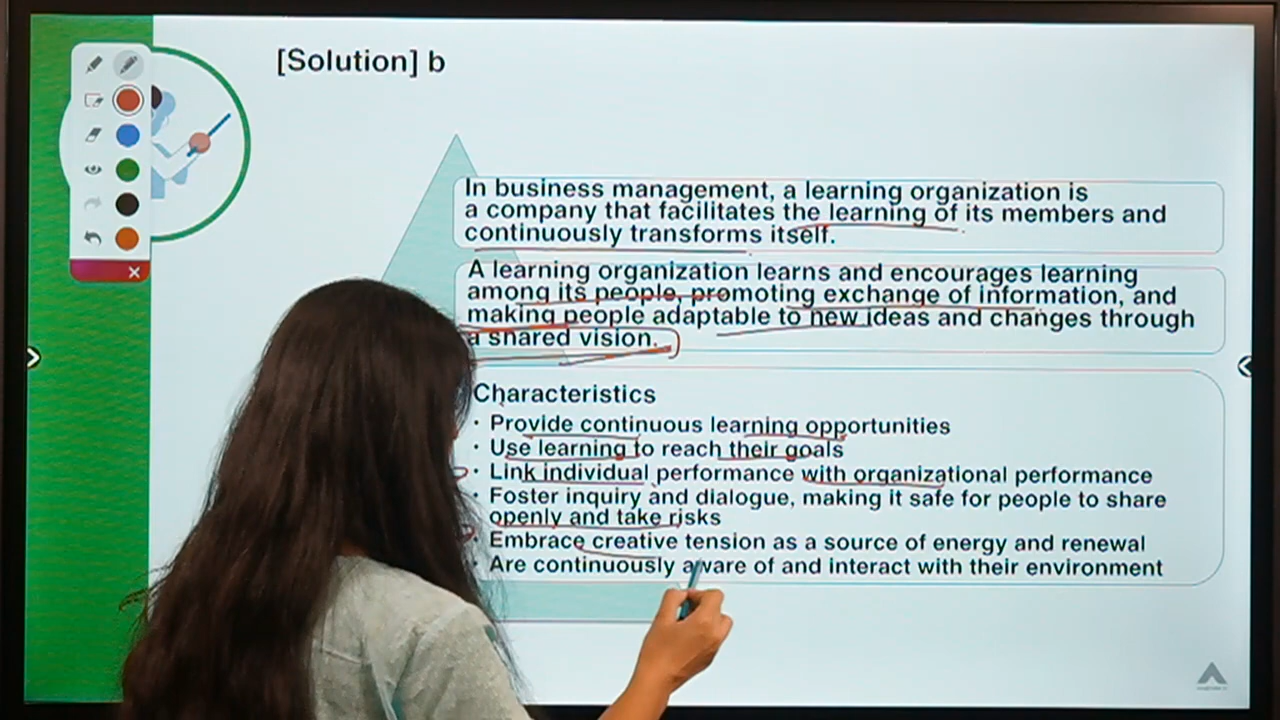 [Solution] b
In business management, a learning organization is
a company that facilitates the learning of its members and
continuously transforms itself.
A learning organization learns and encourages learning
among its people, promoting exchange of information, and
making people adaptable to new ideas and changes through
a shared vision.
Characteristics
· Provide continuous learning opportunities
· Use learning to reach their goals
· Link individual performance with organizational performance
· Foster inquiry and dialogue, making it safe for people to share
openly and take risks
· Embrace creative tension as a source of energy and renewal
· Are continuously aware of and interact with their environment